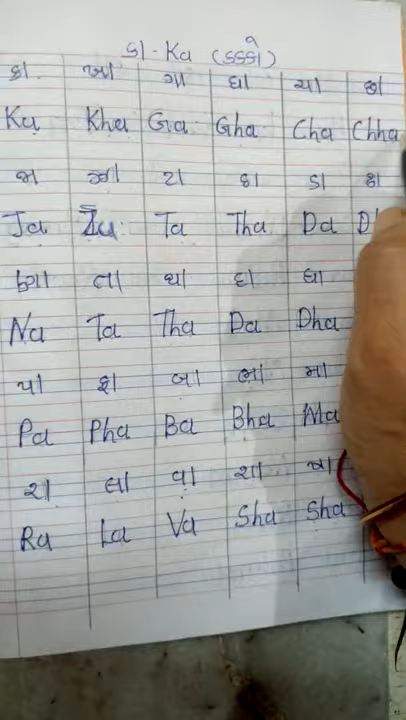 કા - Ka (કક્કો)
કા ખા ગા ઘા ચા છા
Ka Kha Ga Gha Cha Chha
જા ઝા ટા ઠા ડા ઢા
Ja Ta Tha Da
ણા તા થા દા ધા
Na Ta Tha Da Dha
પા ફા બા ભા મા
Pa Pha Ba Bha Ma
રા લા વા શા ષા
Ra La Va Sha Sha